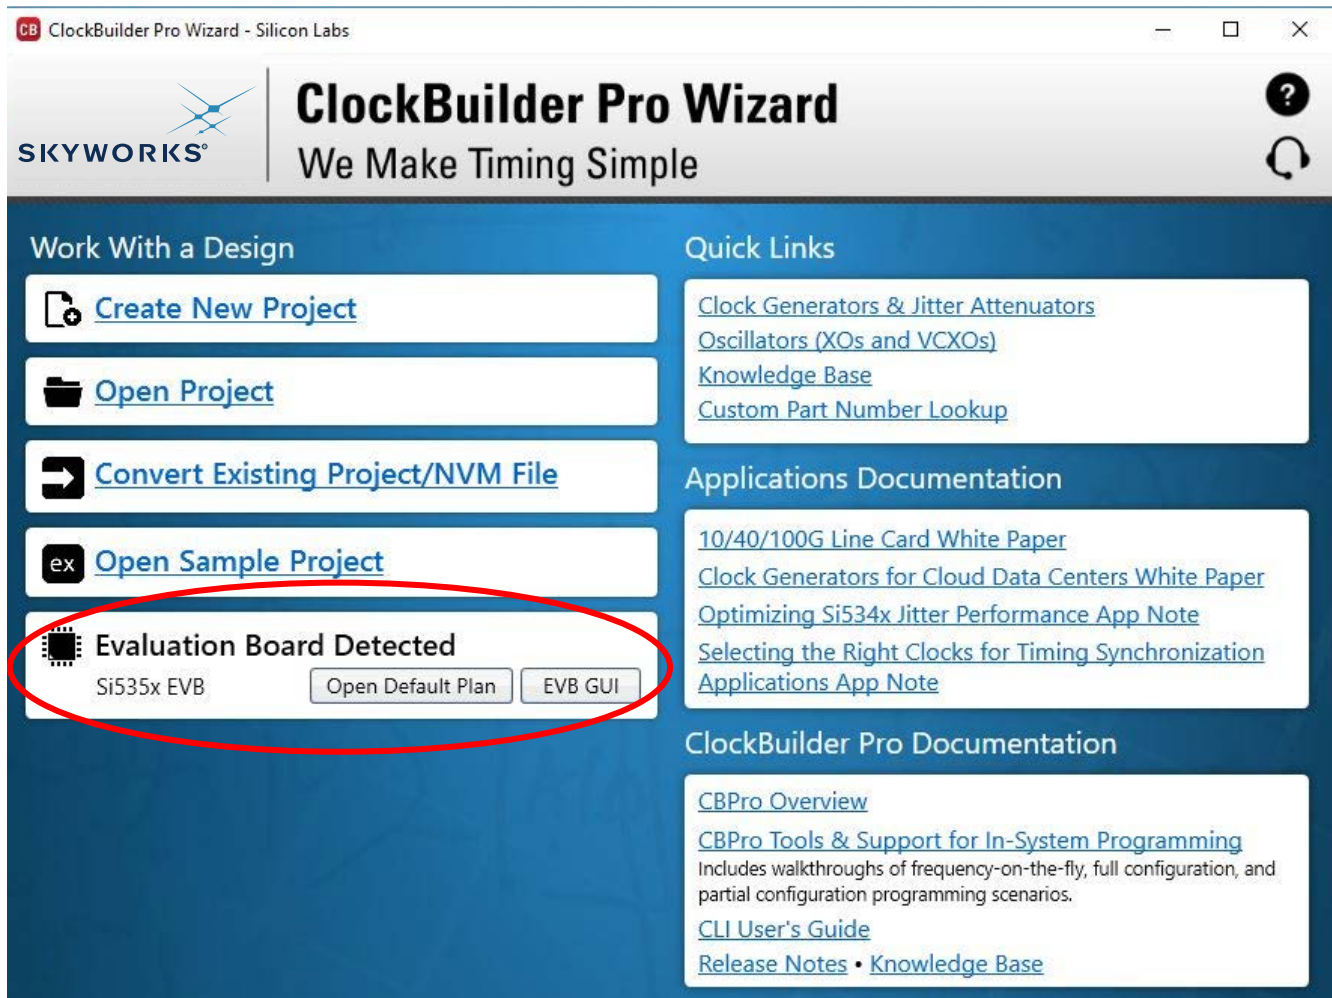 CB ClockBuilder Pro Wizard - Silicon Labs
SKYWORKS®
ClockBuilder Pro Wizard
We Make Timing Simple
?
Work With a Design
Create New Project
Open Project
Convert Existing Project/NVM File
ex Open Sample Project
Evaluation Board Detected
Si535x EVB Open Default Plan EVB GUI
Quick Links
Clock Generators & Jitter Attenuators
Oscillators (XOs and VCXOs)
Knowledge Base
Custom Part Number Lookup
Applications Documentation
10/40/100G Line Card White Paper
Clock Generators for Cloud Data Centers White Paper
Optimizing Si534x Jitter Performance App Note
Selecting the Right Clocks for Timing Synchronization
Applications App Note
ClockBuilder Pro Documentation
CBPro Overview
CBPro Tools & Support for In-System Programming
Includes walkthroughs of frequency-on-the-fly, full configuration, and
partial configuration programming scenarios.
CLI User's Guide
Release Notes • Knowledge Base